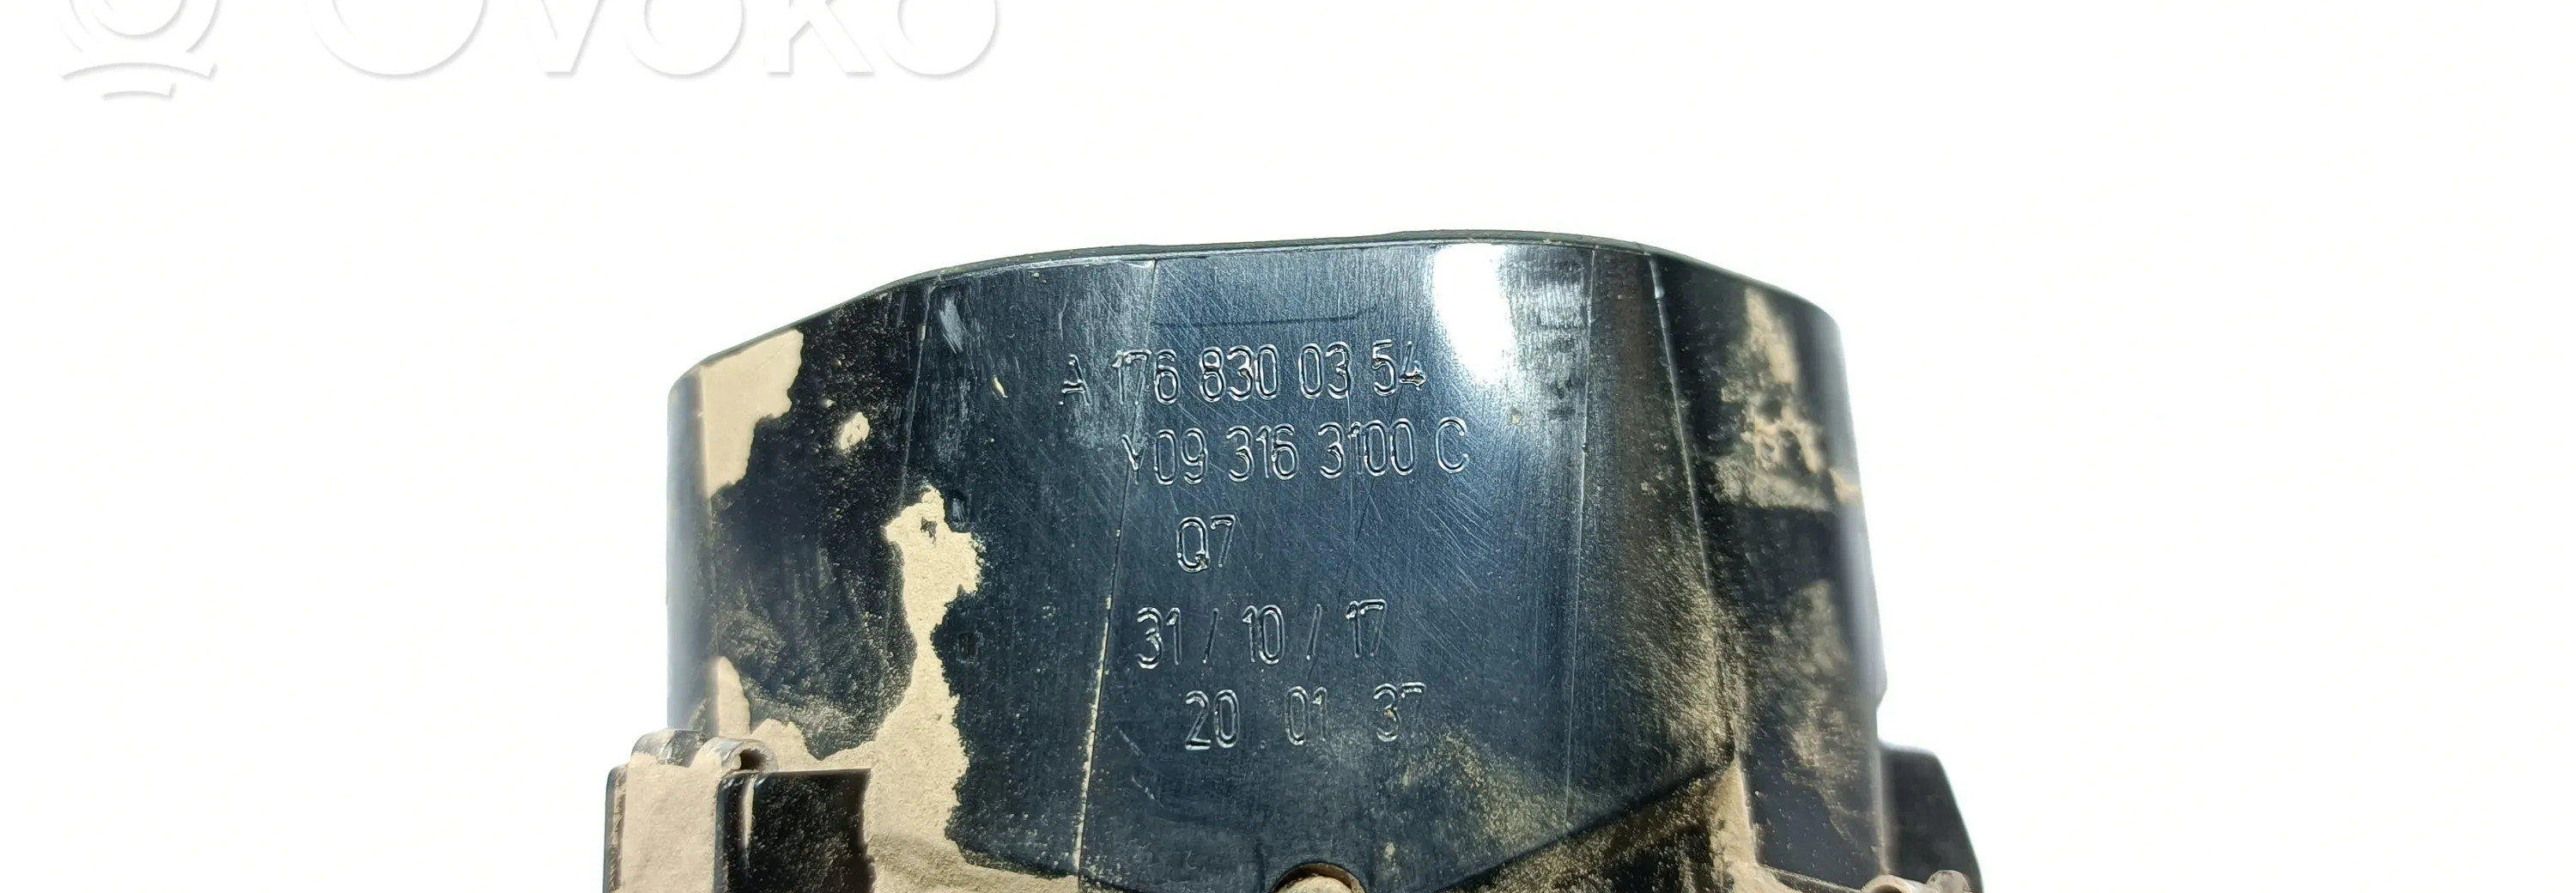 OVOKO
A 176 830 03 54
Y09 316 3100 C
Q7
31 / 10 / 17
20 01 37